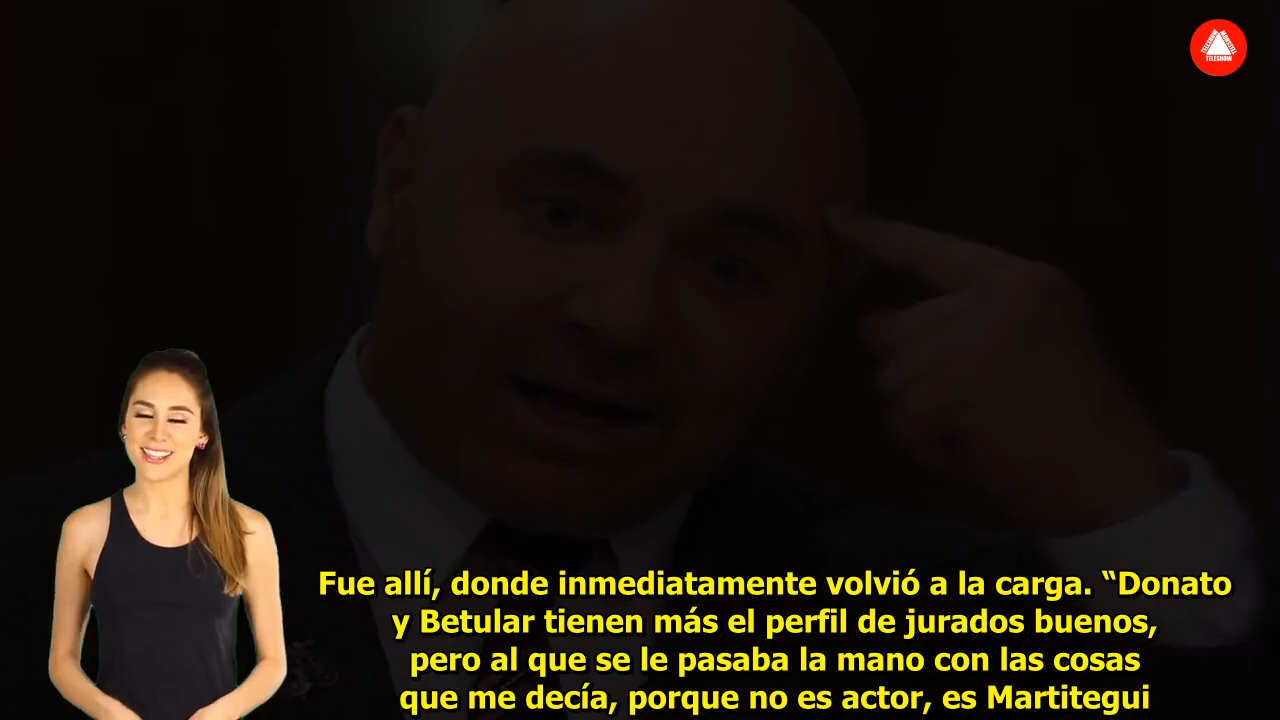 TELESHOW
Fue allí, donde inmediatamente volvió a la carga. “Donato
y Betular tienen más el perfil de jurados buenos,
pero al que se le pasaba la mano con las cosas
que me decía, porque no es actor, es Martitegui